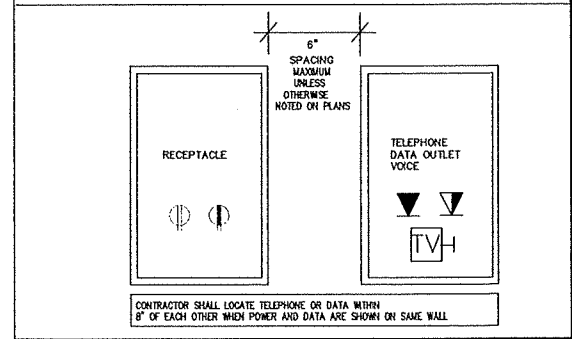 6"
SPACING
MAXIMUM
UNLESS
OTHERWISE
NOTED ON PLANS
RECEPTACLE
TELEPHONE
DATA OUTLET
VOICE
TV
CONTRACTOR SHALL LOCATE TELEPHONE OR DATA WITHIN
8" OF EACH OTHER WHEN POWER AND DATA ARE SHOWN ON SAME WALL